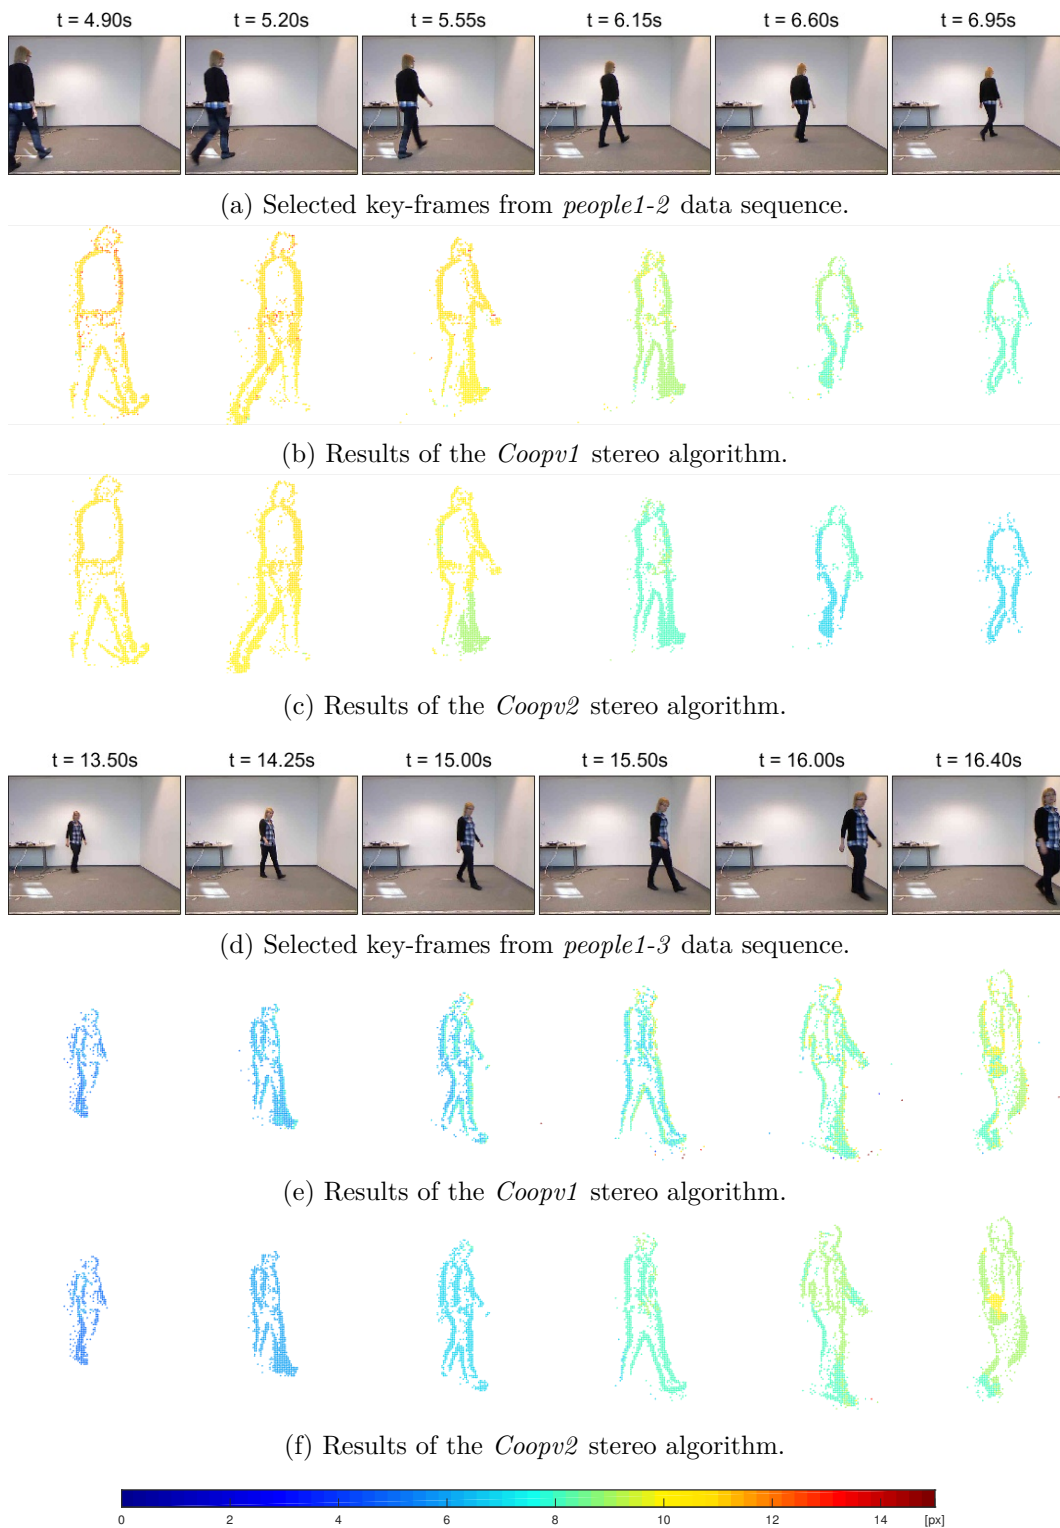 t = 4.90s t = 5.20s t = 5.55s t = 6.15s t = 6.60s t = 6.95s
(a) Selected key-frames from people1-2 data sequence.
(b) Results of the Coopv1 stereo algorithm.
(c) Results of the Coopv2 stereo algorithm.
t = 13.50s t = 14.25s t = 15.00s t = 15.50s t = 16.00s t = 16.40s
(d) Selected key-frames from people1-3 data sequence.
(e) Results of the Coopv1 stereo algorithm.
(f) Results of the Coopv2 stereo algorithm.
0 2 4 6 8 10 12 14 [px]